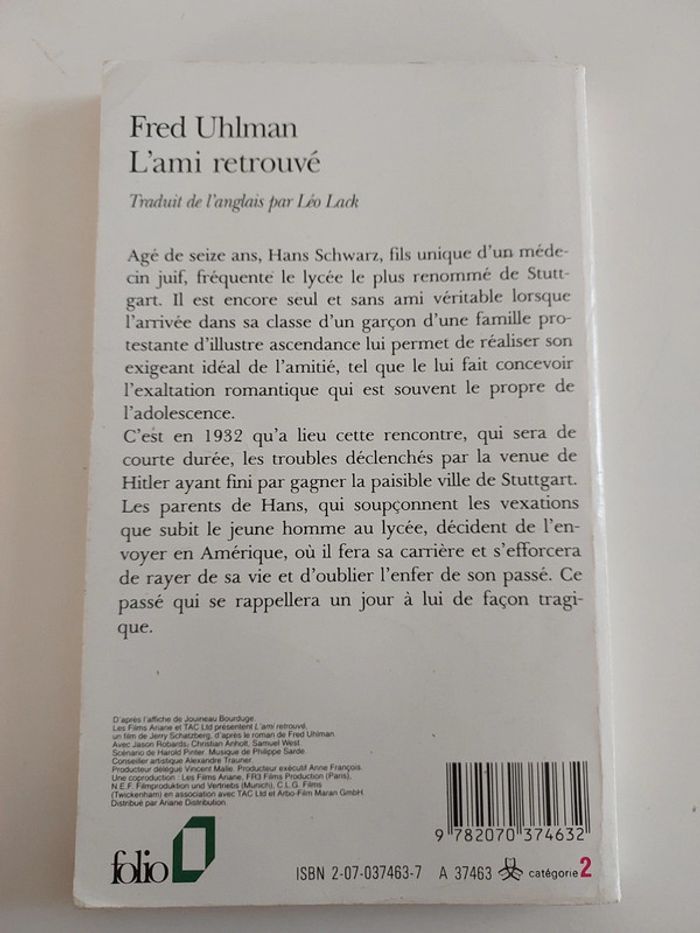 Fred Uhlman
L'ami retrouvé
Traduit de l'anglais par Léo Lack
Agé de seize ans, Hans Schwarz, fils unique d'un méde-
cin juif, fréquente le lycée le plus renommé de Stutt-
gart. Il est encore seul et sans ami véritable lorsque
l'arrivée dans sa classe d'un garçon d'une famille pro-
testante d'illustre ascendance lui permet de réaliser son
exigeant idéal de l'amitié, tel que le lui fait concevoir
l'exaltation romantique qui est souvent le propre de
l'adolescence.
C'est en 1932 qu'a lieu cette rencontre, qui sera de
courte durée, les troubles déclenchés par la venue de
Hitler ayant fini par gagner la paisible ville de Stuttgart.
Les parents de Hans, qui soupçonnent les vexations
que subit le jeune homme au lycée, décident de l'en-
voyer en Amérique, où il fera sa carrière et s'efforcera
de rayer de sa vie et d'oublier l'enfer de son passé. Ce
passé qui se rappellera un jour à lui de façon tragi-
que.
D'après l'affiche de Jouineau Bourduge.
Les Films Ariane et TAC Ltd présentent L'ami retrouvé,
un film de Jerry Schatzberg, d'après le roman de Fred Uhlman.
Avec Jason Robards, Christian Anholt, Samuel West.
Scénario de Harold Pinter. Musique de Philippe Sarde.
Conseiller artistique Alexandre Trauner.
Producteur délégué Vincent Malle. Producteur exécutif Anne François.
Une coproduction : Les Films Ariane, FR3 Films Production (Paris),
N.E.F. Filmproduktion und Vertriebs (Munich), C.L.G. Films
(Twickenham) en association avec TAC Ltd et Arbo-Film Maran GmbH.
Distribué par Ariane Distribution.
9 782070 374632
folio
ISBN 2-07-037463-7 A 37463 catégorie 2